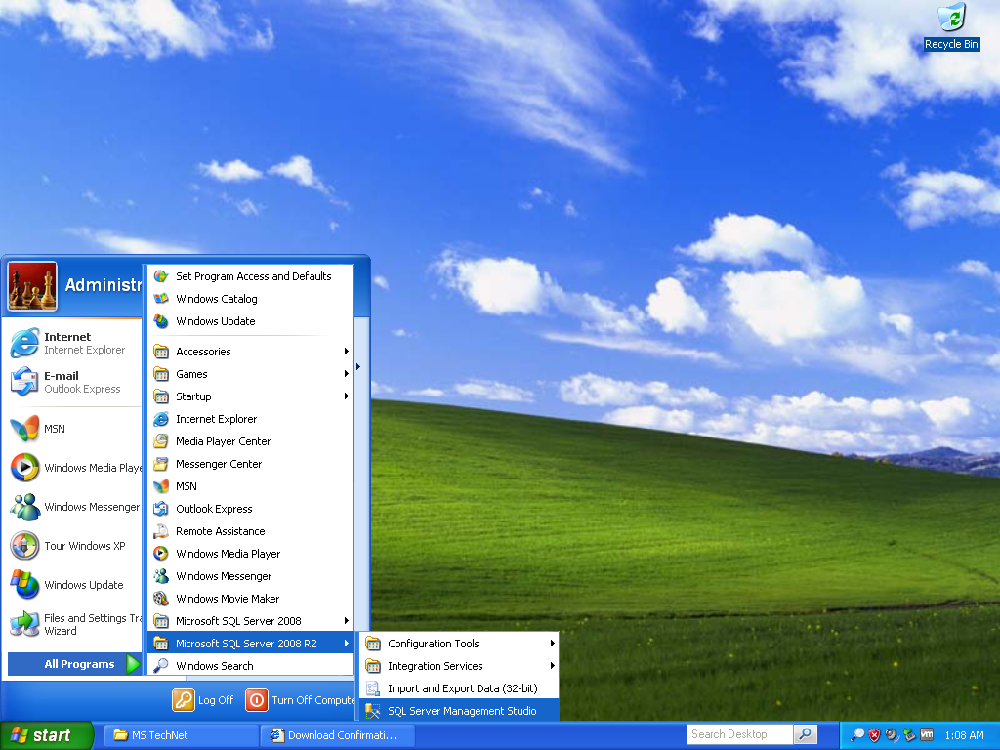 Recycle Bin
Administr
Internet
Internet Explorer
E-mail
Outlook Express
MSN
Windows Media Playe
Windows Messenger
Tour Windows XP
Windows Update
Files and Settings Tra
Wizard
All Programs
Set Program Access and Defaults
Windows Catalog
Windows Update
Accessories
Games
Startup
Internet Explorer
Media Player Center
Messenger Center
MSN
Outlook Express
Remote Assistance
Windows Media Player
Windows Messenger
Windows Movie Maker
Microsoft SQL Server 2008
Microsoft SQL Server 2008 R2
Windows Search
Configuration Tools
Integration Services
Import and Export Data (32-bit)
SQL Server Management Studio
Log Off
Turn Off Compute
start
MS TechNet
Download Confirmati...
Search Desktop
vm
1:08 AM